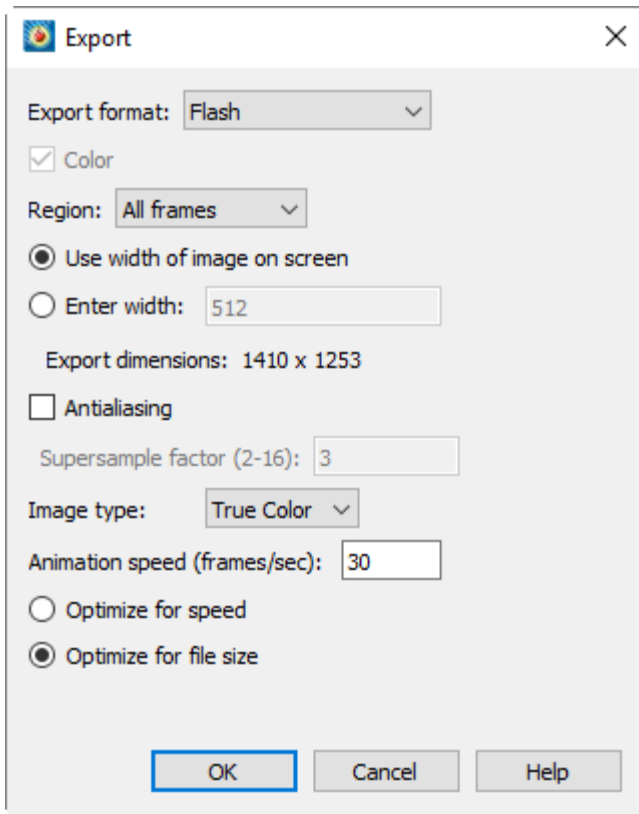 Export
Export format: Flash
Color
Region: All frames
Use width of image on screen
Enter width: 512
Export dimensions: 1410 x 1253
Antialiasing
Supersample factor (2-16): 3
Image type: True Color
Animation speed (frames/sec): 30
Optimize for speed
Optimize for file size
OK Cancel Help